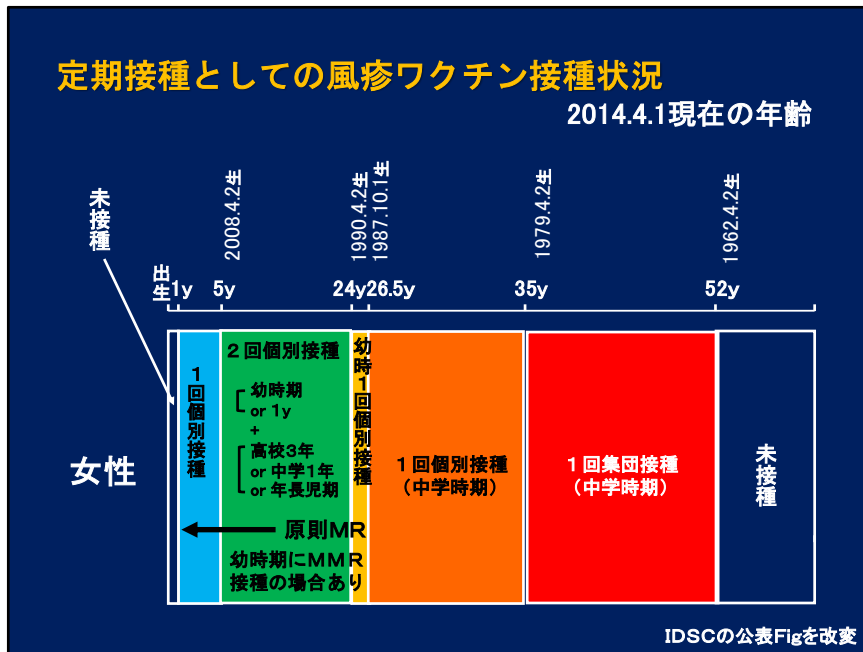 定期接種としての風疹ワクチン接種状況
2014.4.1現在の年齢
未接種
2008.4.2生
1990.4.2生
1987.10.1生
1979.4.2生
1962.4.2生
出生
1y
5y
24y
26.5y
35y
52y
女性
1回個別接種
2回個別接種
幼時期
or 1y
+
高校3年
or 中学1年
or 年長児期
原則MR
幼時期にMMR
接種の場合あり
幼時1回個別接種
1回個別接種
(中学時期)
1回集団接種
(中学時期)
未接種
IDSCの公表Figを改変